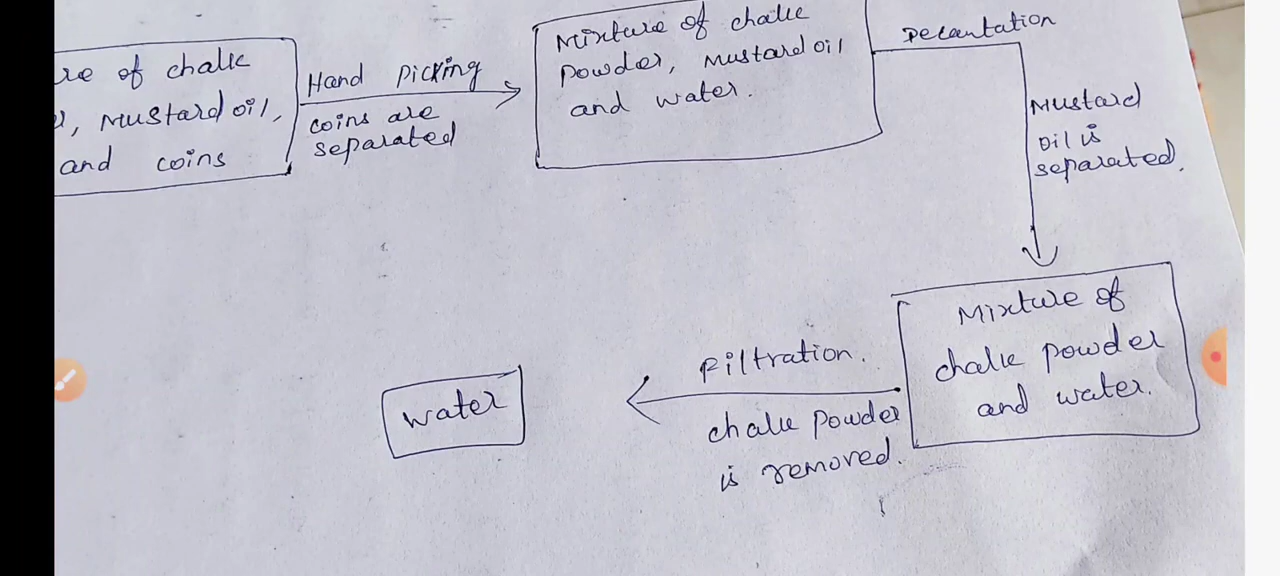 re of chalk
, Mustard oil,
and coins
Hand Picking
coins are
separated
Mixture of chalk
Powder, Mustard oil
and water.
Decantation
Mustard
oil is
separated.
Mixture of
chalk powder
and water.
Filtration.
chalk Powder
is removed.
water